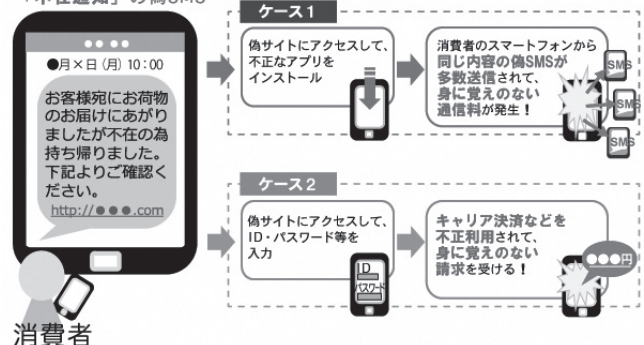 「不在通知」の偽SMS
●●●●
●月×日(月) 10:00
お客様宛にお荷物
のお届けにあがり
ましたが不在の為
持ち帰りました。
下記よりご確認く
ださい。
http://●●●.com
消費者
ケース1
偽サイトにアクセスして、
不正なアプリを
インストール
消費者のスマートフォンから
同じ内容の偽SMSが
多数送信されて、
身に覚えのない
通信料が発生!
SMS
SMS
SMS
ケース2
偽サイトにアクセスして、
ID・パスワード等を
入力
ID
パスワード
キャリア決済などを
不正利用されて、
身に覚えのない
請求を受ける!
●●●円